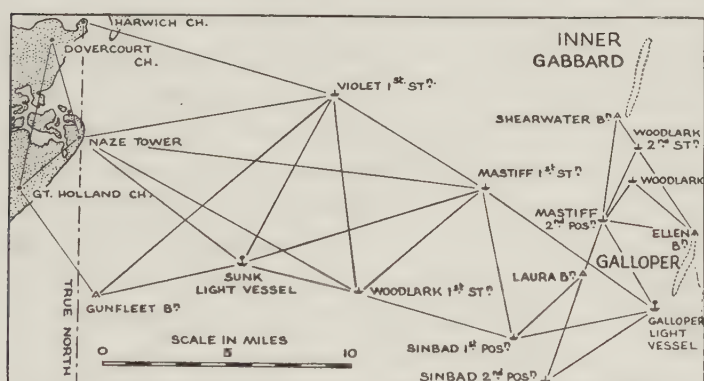 HARWICH CH.
DOVERCOURT
CH.
NAZE TOWER
GT. HOLLAND CH.
GUNFLEET Bn
TRUE NORTH
SUNK
LIGHT VESSEL
VIOLET 1st STn
WOODLARK 1st STn
MASTIFF 1st STn
SINBAD 1st POSn
SINBAD 2nd POSn
LAURA Bn
INNER
GABBARD
SHEARWATER Bn
WOODLARK
2nd STn
WOODLARK
MASTIFF
2nd POSn
ELLEN
Bn
GALLOPER
GALLOPER
LIGHT
VESSEL
SCALE IN MILES
0 5 10